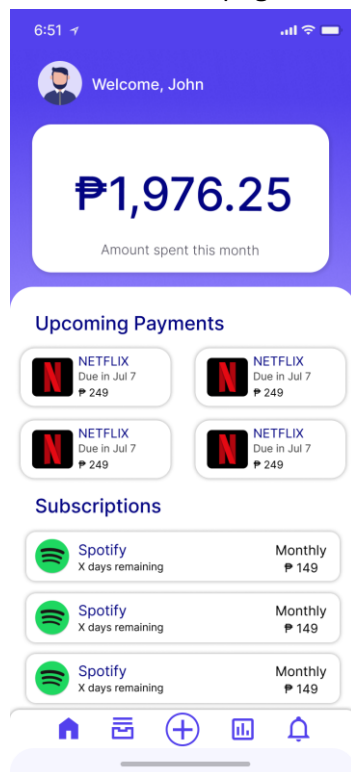 6:51
Welcome, John
₱1,976.25
Amount spent this month
Upcoming Payments
NETFLIX
Due in Jul 7
₱ 249
NETFLIX
Due in Jul 7
₱ 249
NETFLIX
Due in Jul 7
₱ 249
NETFLIX
Due in Jul 7
₱ 249
Subscriptions
Spotify
X days remaining
Monthly
₱ 149
Spotify
X days remaining
Monthly
₱ 149
Spotify
X days remaining
Monthly
₱ 149